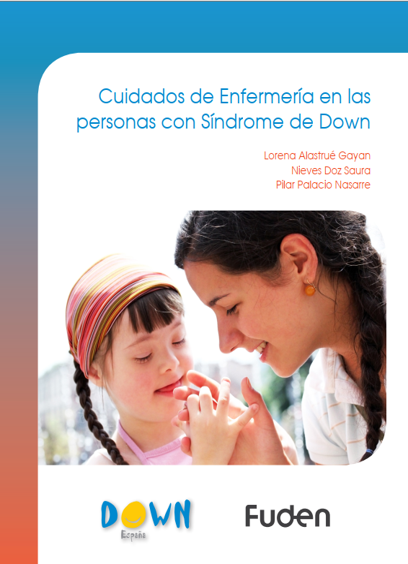 Cuidados de Enfermería en las
personas con Síndrome de Down
Lorena Alastrué Gayan
Nieves Doz Saura
Pilar Palacio Nasarre
DOWN
España
Fuden